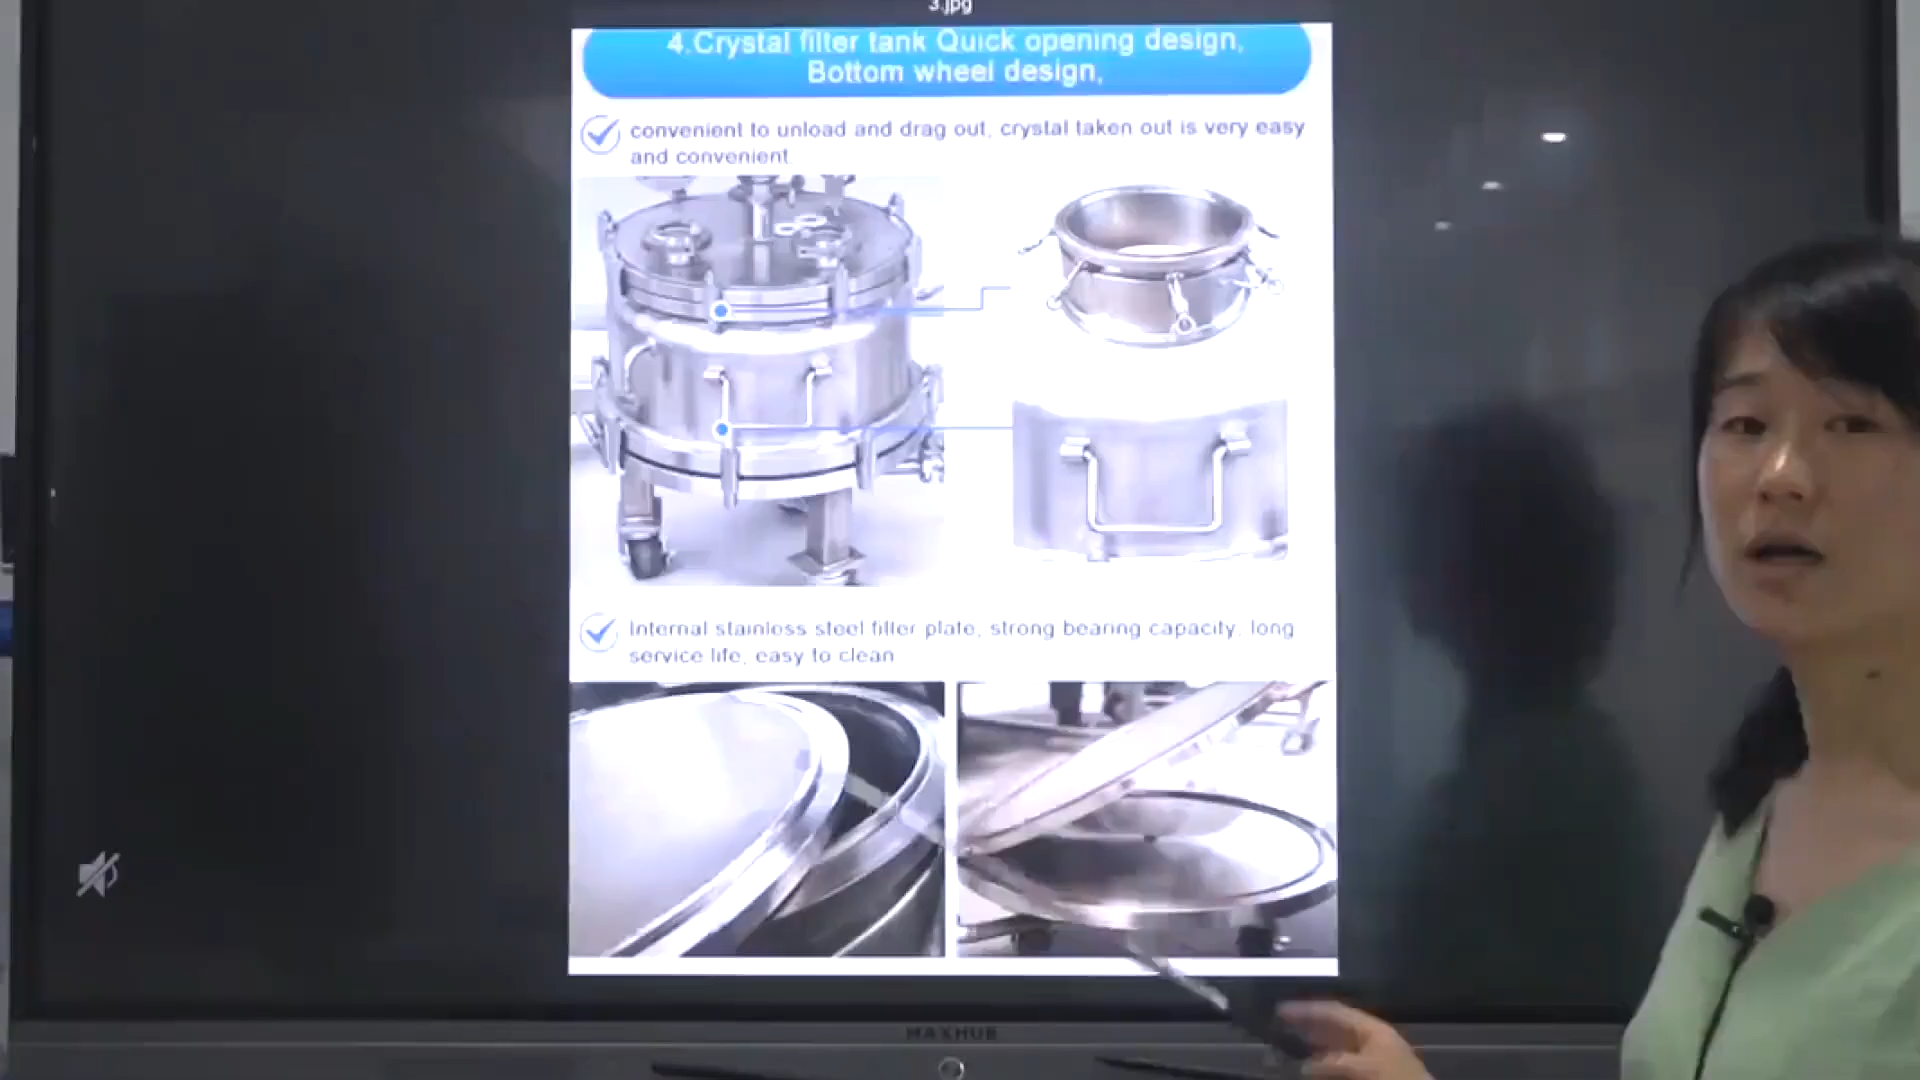 3.jpg
4.Crystal filter tank Quick opening design,
Bottom wheel design,
convenient to unload and drag out, crystal taken out is very easy
and convenient
Internal stainless steel filler plate, strong bearing capacity, long
service life, easy to clean
MAXHUB